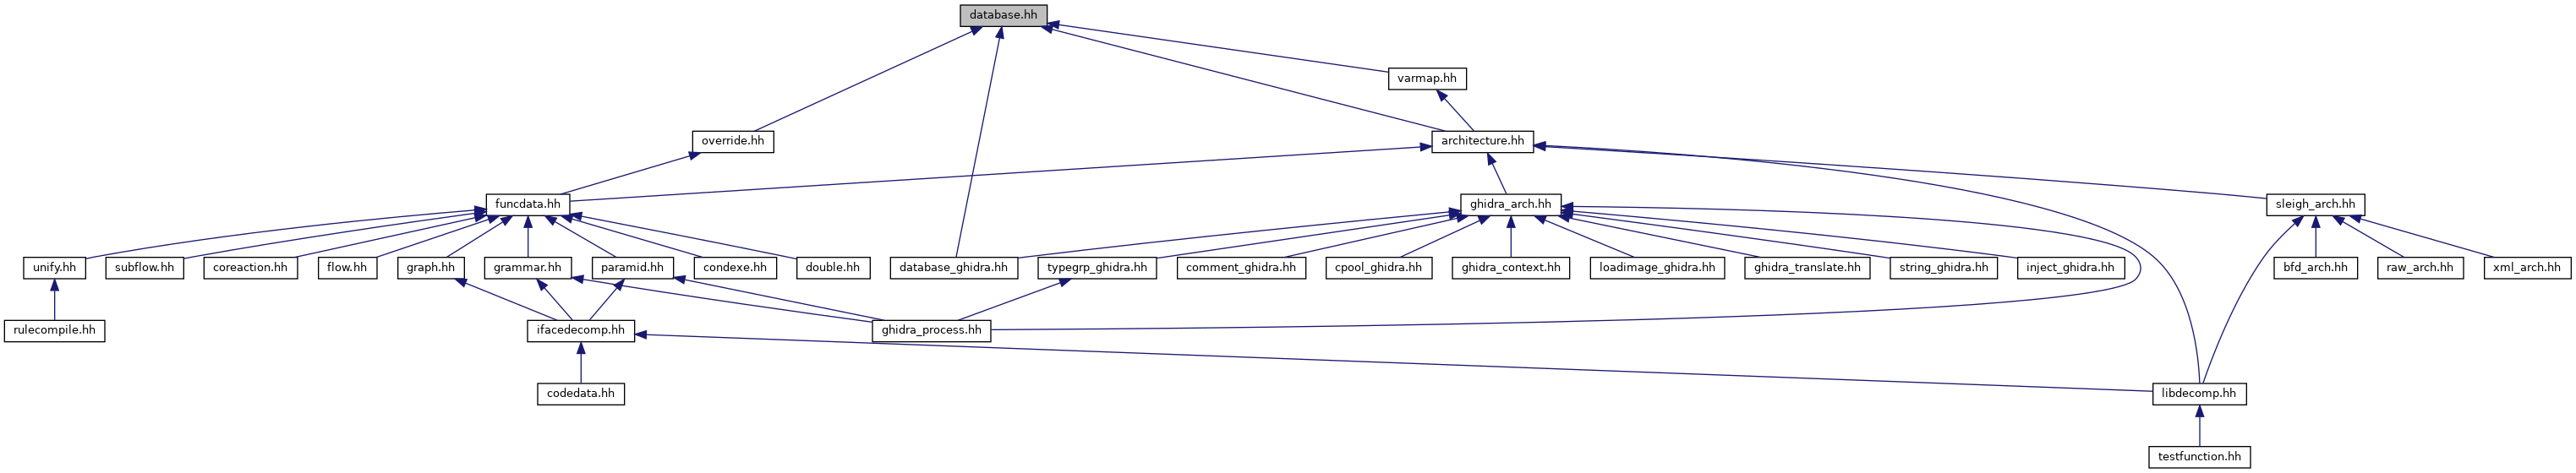 database.hh
varmap.hh
override.hh
architecture.hh
funcdata.hh
ghidra_arch.hh
sleigh_arch.hh
unify.hh
subflow.hh
coreaction.hh
flow.hh
graph.hh
grammar.hh
paramid.hh
condexe.hh
double.hh
database_ghidra.hh
typegrp_ghidra.hh
comment_ghidra.hh
cpool_ghidra.hh
ghidra_context.hh
loadimage_ghidra.hh
ghidra_translate.hh
string_ghidra.hh
inject_ghidra.hh
bfd_arch.hh
raw_arch.hh
xml_arch.hh
rulecompile.hh
ifacedecomp.hh
ghidra_process.hh
codedata.hh
libdecomp.hh
testfunction.hh